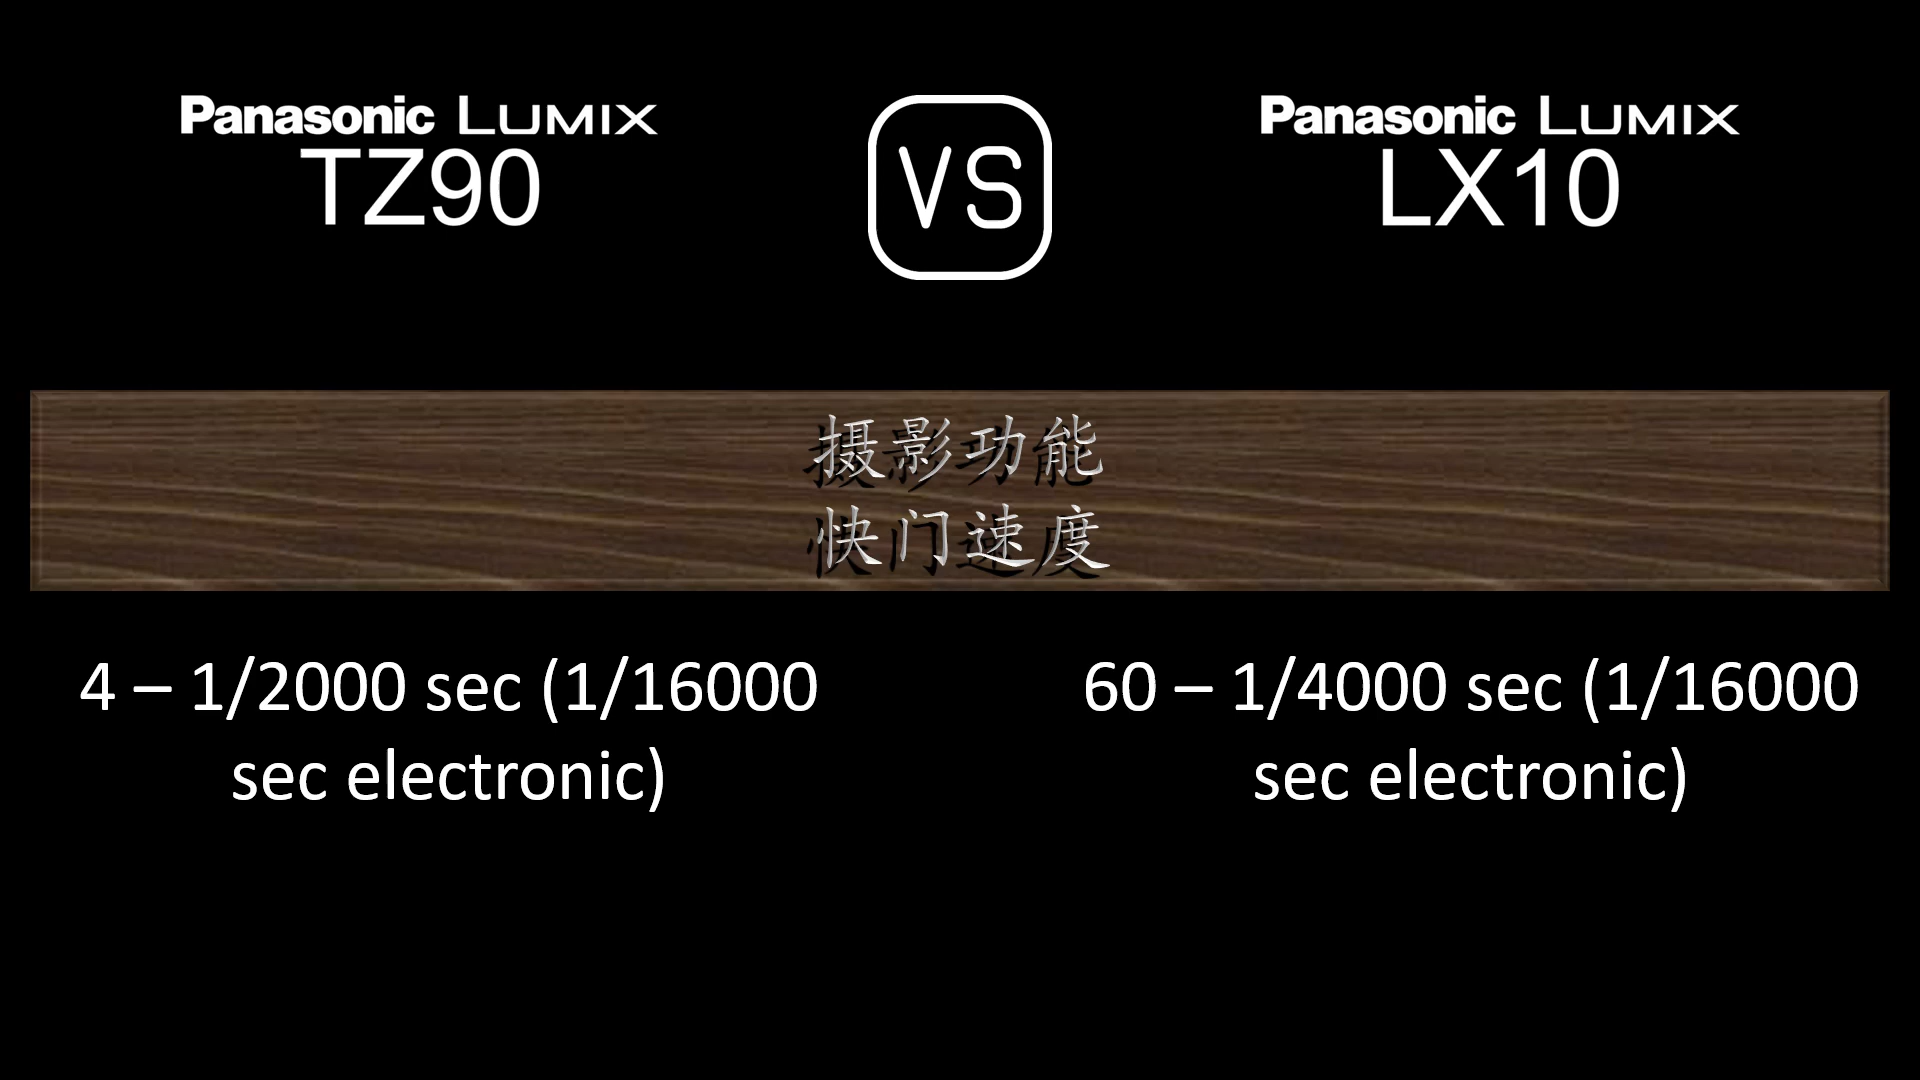 Panasonic LUMIX
TZ90
VS
Panasonic LUMIX
LX10
摄影功能
快门速度
4 – 1/2000 sec (1/16000
sec electronic)
60 – 1/4000 sec (1/16000
sec electronic)